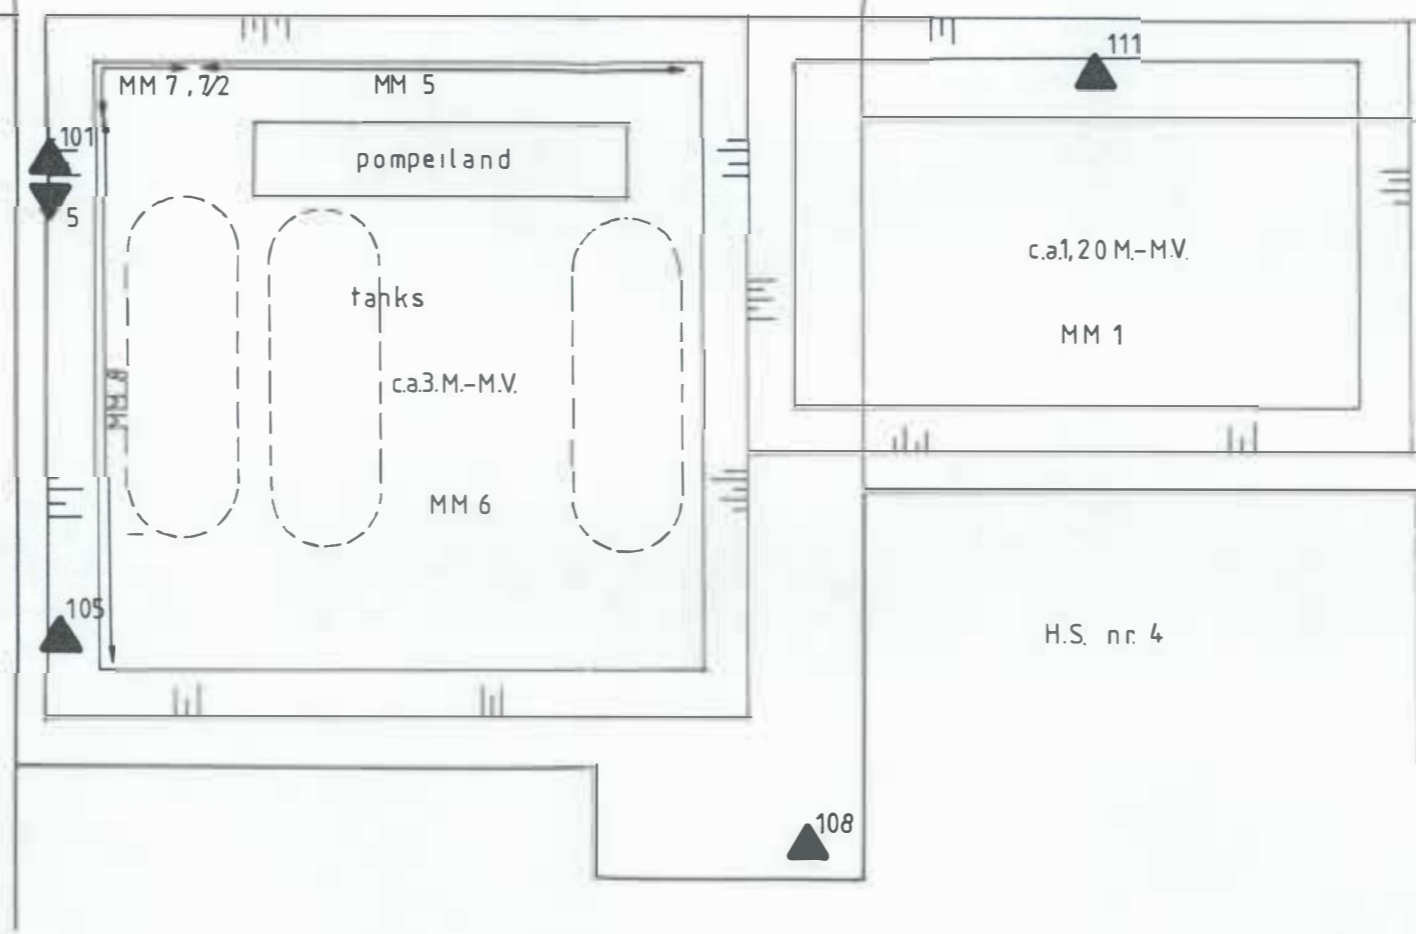 111
MM 7, 7/2
MM 5
101
pompeiland
5
c.a.1,20 M.-M.V.
tanks
MM 1
c.a.3.M.-M.V.
MM 8
MM 6
105
H.S. nr. 4
108